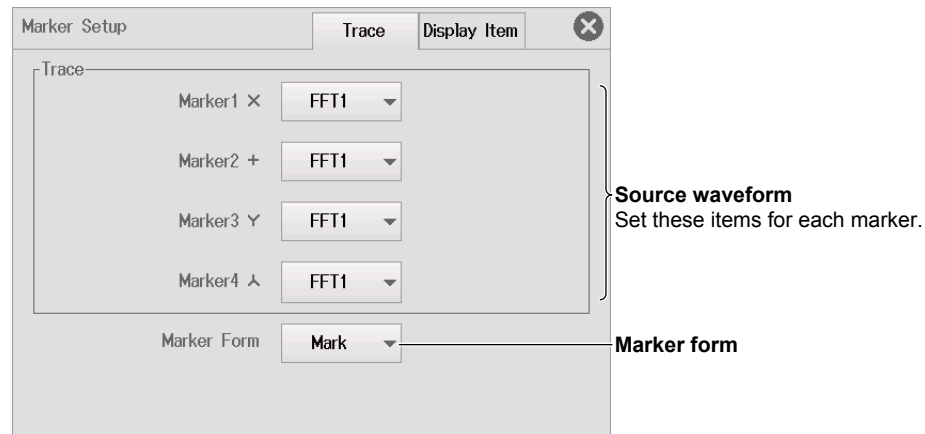 Marker Setup
Trace
Display Item
Trace
Marker1 ×
FFT1
Marker2 +
FFT1
Marker3 Y
FFT1
Marker4 ⅄
FFT1
Source waveform
Set these items for each marker.
Marker Form
Mark
Marker form